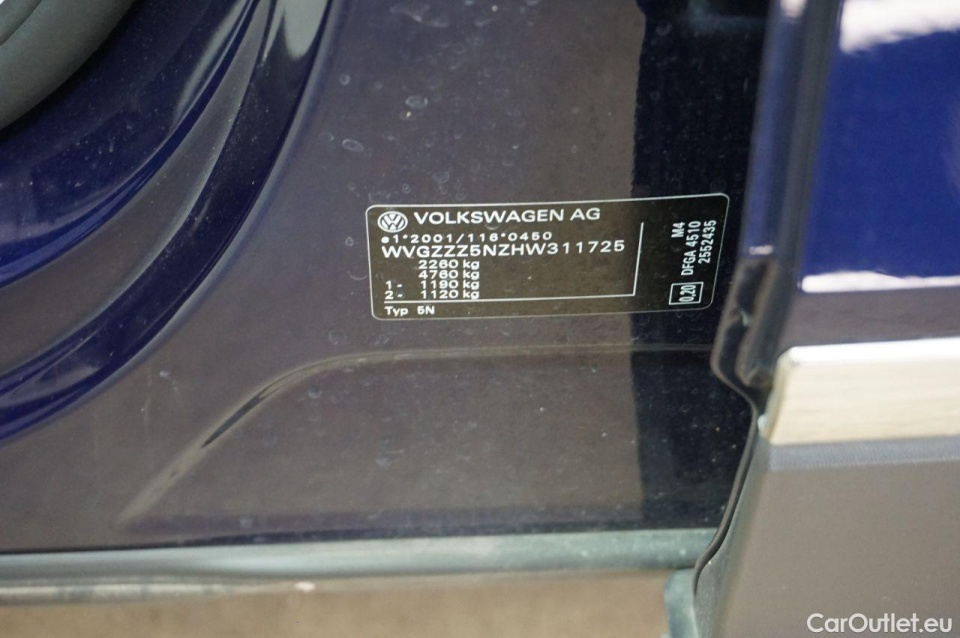 VOLKSWAGEN AG
e1*2001/116*0450
WVGZZZ5NZHW311725
2260 kg
4760 kg
1- 1190 kg
2- 1120 kg
Typ 5N
M4
0.20 DFGA 4510
2552435
CarOutlet.eu